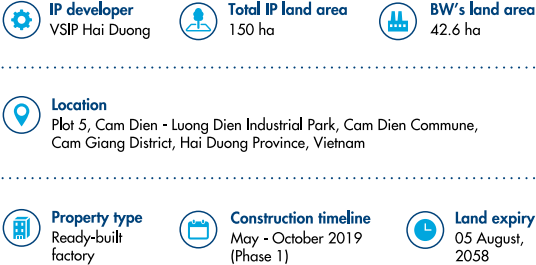 IP developer
VSIP Hai Duong
Total IP land area
150 ha
BW's land area
42.6 ha
Location
Plot 5, Cam Dien - Luong Dien Industrial Park, Cam Dien Commune,
Cam Giang District, Hai Duong Province, Vietnam
Property type
Ready-built
factory
Construction timeline
May - October 2019
(Phase 1)
Land expiry
05 August,
2058